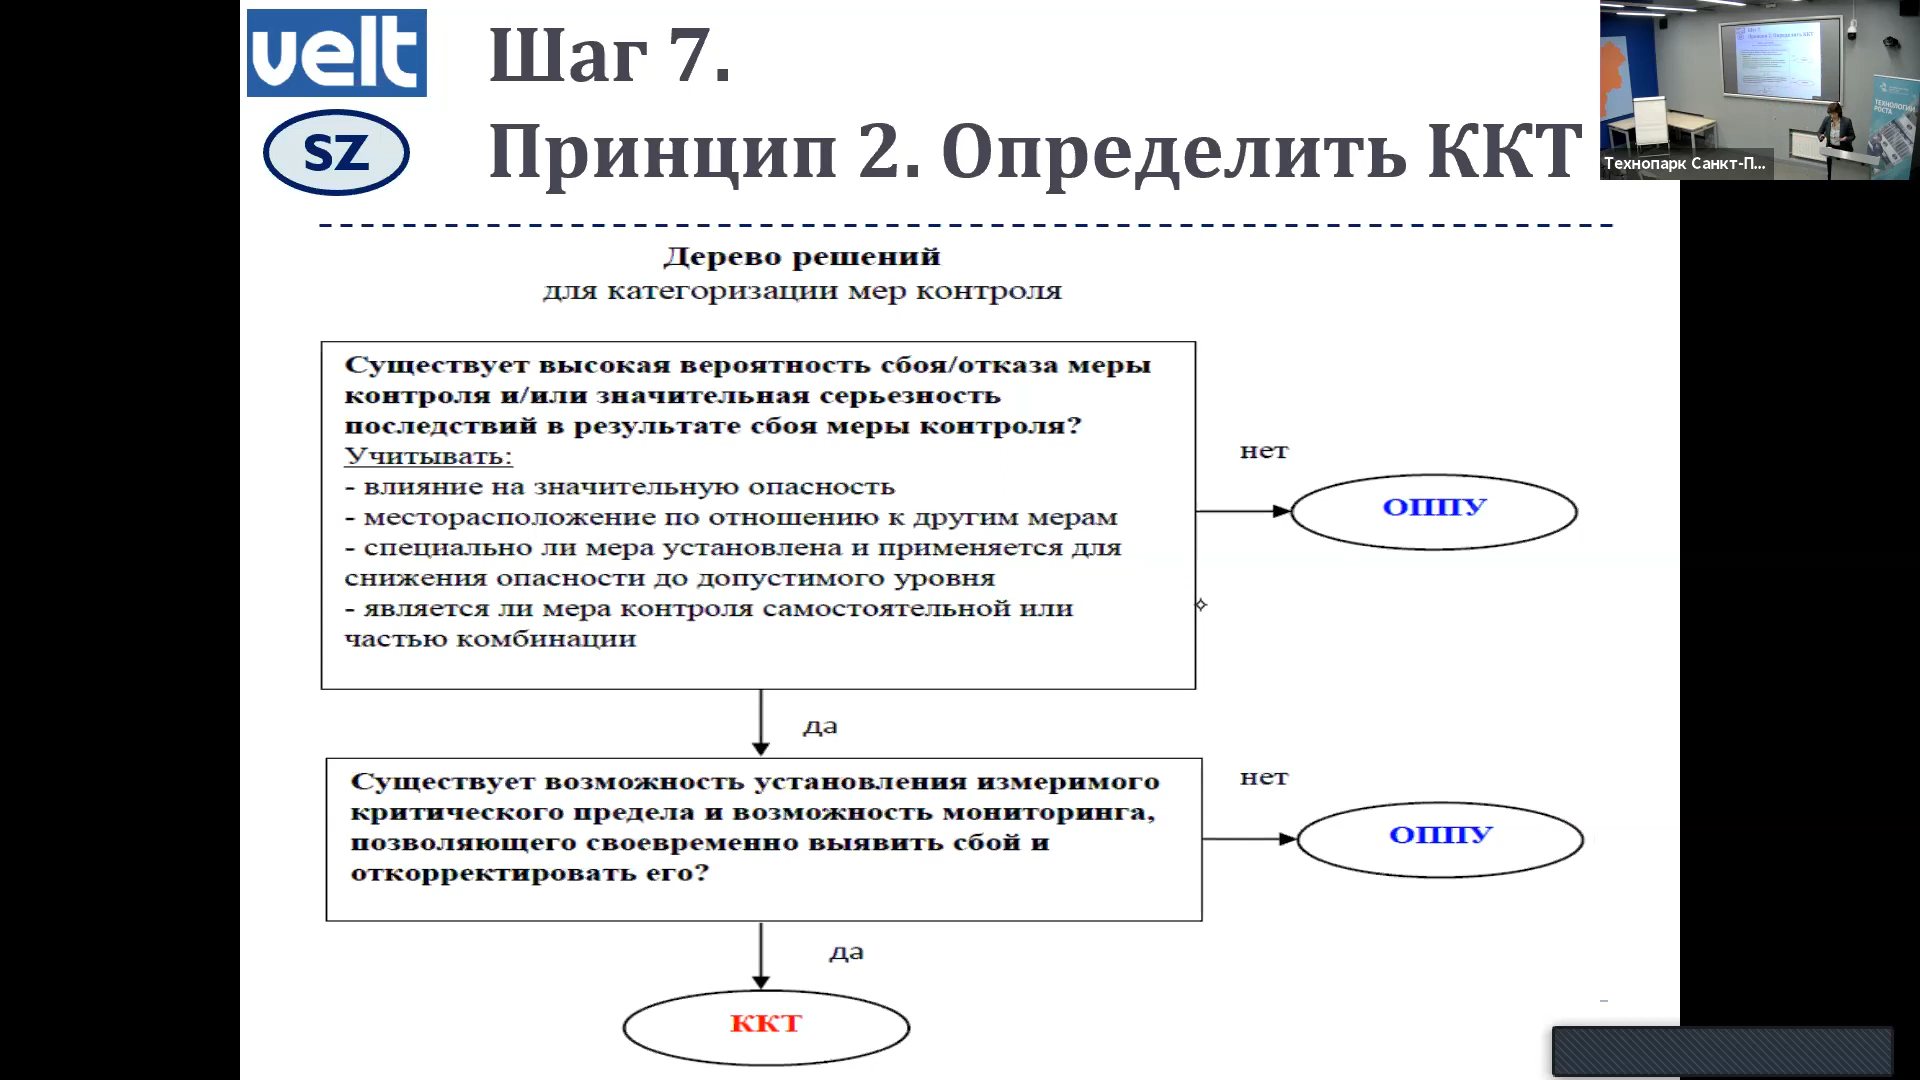 velt
SZ
Шаг 7.
Принцип 2. Определить ККТ
Технопарк Санкт-П...
ТЕХНОЛОГИИ
РОСТА
Дерево решений
для категоризации мер контроля
Существует высокая вероятность сбоя/отказа меры
контроля и/или значительная серьезность
последствий в результате сбоя меры контроля?
Учитывать:
- влияние на значительную опасность
- месторасположение по отношению к другим мерам
- специально ли мера установлена и применяется для
снижения опасности до допустимого уровня
- является ли мера контроля самостоятельной или
частью комбинации
нет
ОППУ
да
Существует возможность установления измеримого
критического предела и возможность мониторинга,
позволяющего своевременно выявить сбой и
откорректировать его?
нет
ОППУ
да
ККТ